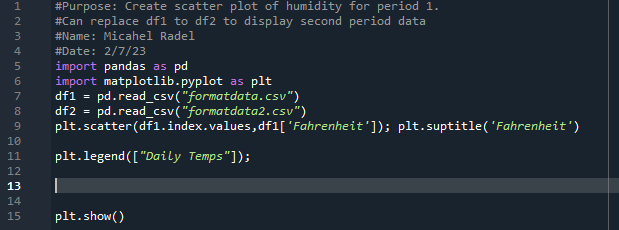 1 #Purpose: Create scatter plot of humidity for period 1.
2 #Can replace df1 to df2 to display second period data
3 #Name: Micahel Radel
4 #Date: 2/7/23
5 import pandas as pd
6 import matplotlib.pyplot as plt
7 df1 = pd.read_csv("formatdata.csv")
8 df2 = pd.read_csv("formatdata2.csv")
9 plt.scatter(df1.index.values,df1['Fahrenheit']); plt.suptitle('Fahrenheit')
10
11 plt.legend(["Daily Temps"]);
12
13
14
15 plt.show()